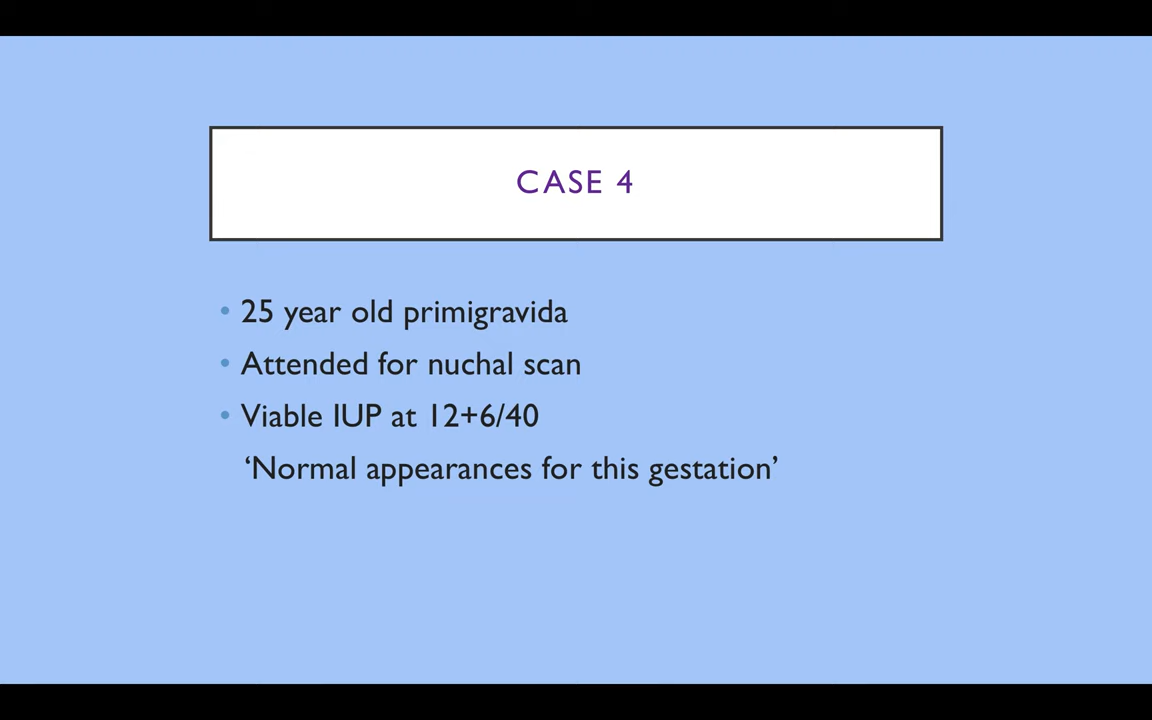 CASE 4
• 25 year old primigravida
• Attended for nuchal scan
• Viable IUP at 12+6/40
‘Normal appearances for this gestation’